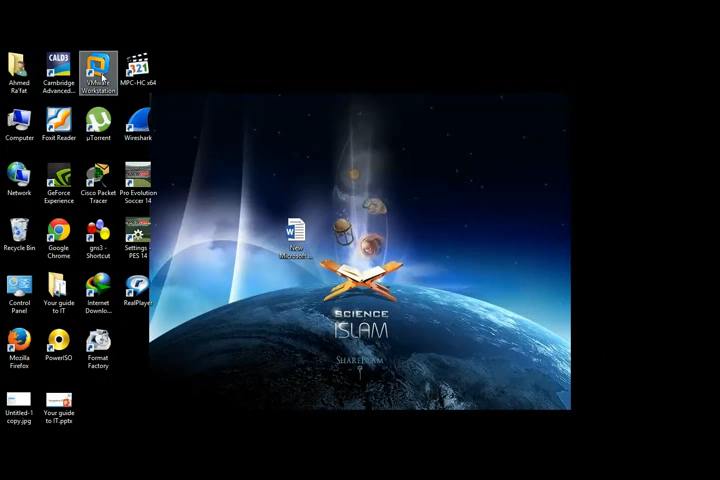 Ahmed
Ra'fat
CALD3
Cambridge
Advanced...
VMware
Workstation
321
MPC-HC x64
Computer
Foxit Reader
µTorrent
Wireshark
Network
GeForce
Experience
Cisco Packet
Tracer
Pro Evolution
Soccer 14
Recycle Bin
Google
Chrome
gns3 -
Shortcut
Settings -
PES 14
New
Microsoft ...
Control
Panel
Your guide
to IT
Internet
Downlo...
RealPlayer
Mozilla
Firefox
PowerISO
Format
Factory
Untitled-1
copy.jpg
Your guide
to IT.pptx
SCIENCE
ISLAM
SHAREISLAM